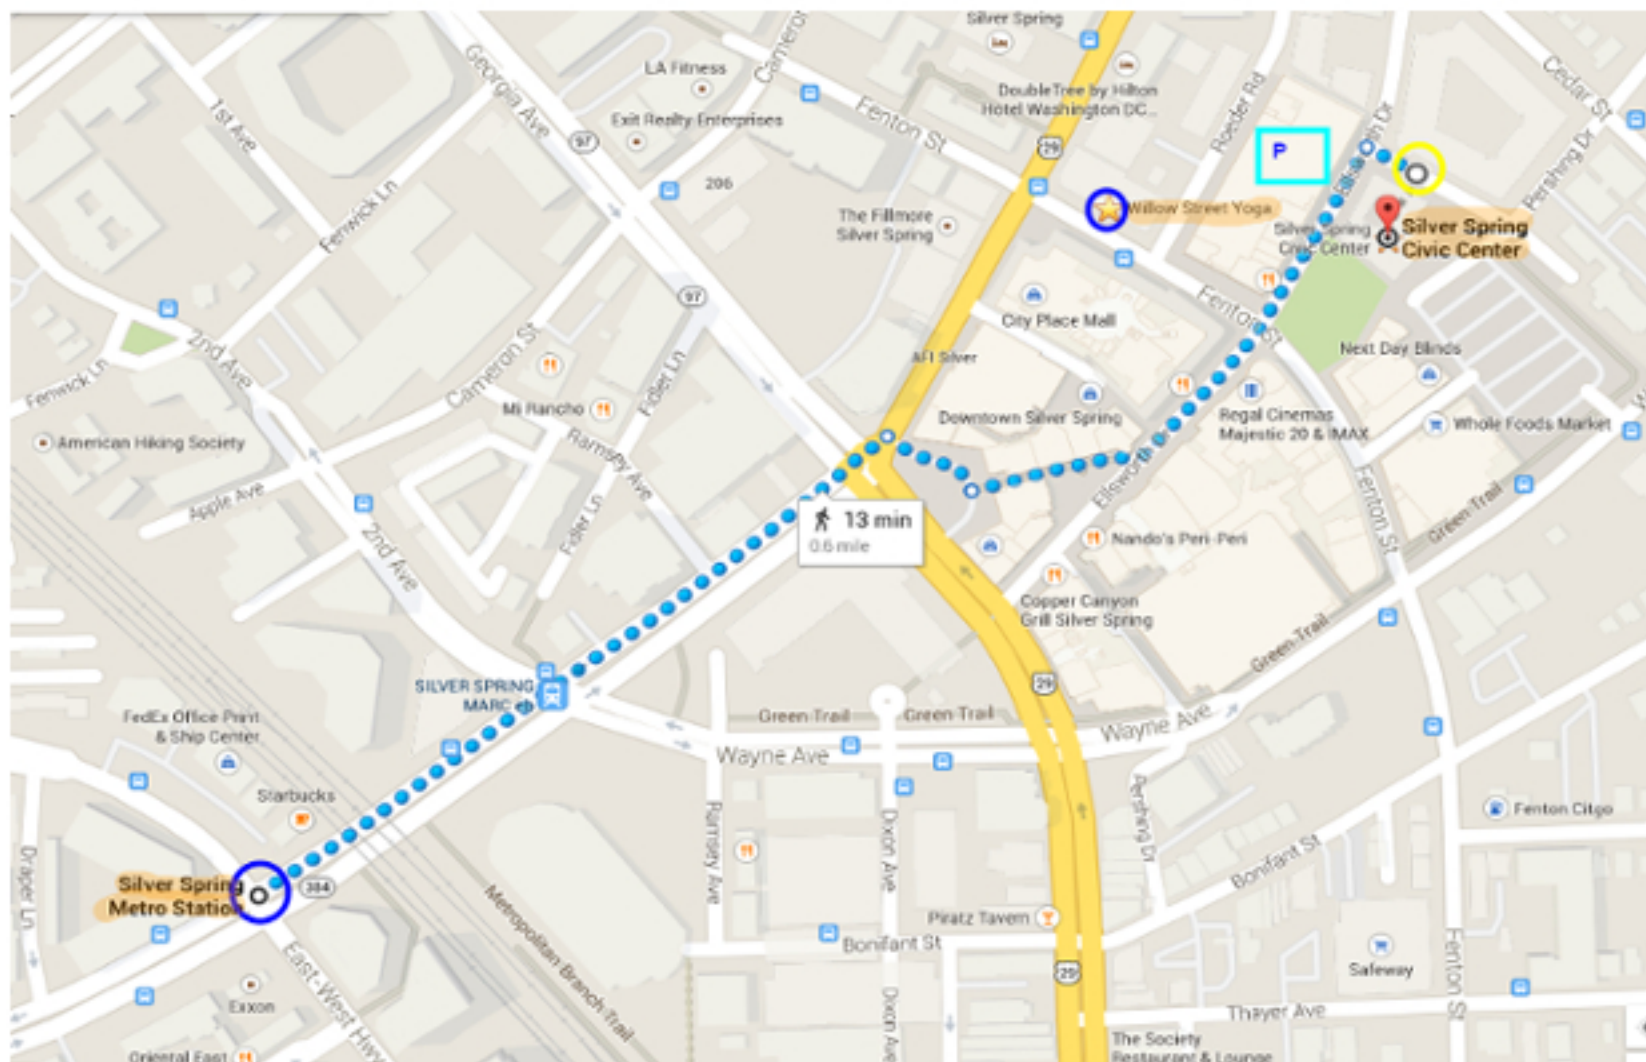 Silver Spring
LA Fitness
Georgia Ave
Exit Realty Enterprises
DoubleTree by Hilton
Hotel Washington DC...
Fenton St
Roeder Rd
Cedar St
Pershing Dr
1st Ave
97
29
P
206
Fenwick Ln
The Fillmore
Silver Spring
Willow Street Yoga
Silver Spring
Civic Center
Silver Spring
Civic Center
97
City Place Mall
Fenton St
2nd Ave
Cameron St
Fidler Ln
AFI Silver
Next Day Blinds
Fenwick Ln
Mi Rancho
Downtown Silver Spring
Regal Cinemas
Majestic 20 & IMAX
Whole Foods Market
American Hiking Society
Ramsey Ave
Apple Ave
Fidler Ln
2nd Ave
13 min
0.6 mile
Nando's Peri-Peri
Fenton St
Green Trail
Copper Canyon
Grill Silver Spring
Green Trail
SILVER SPRING
MARC eb
29
FedEx Office Print
& Ship Center
Green Trail
Green Trail
Wayne Ave
Wayne Ave
Starbucks
Ramsey Ave
Dixon Ave
Pershing Dr
Fenton Citgo
Bonifant St
Draper Ln
Silver Spring
Metro Station
384
Metropolitan Branch Trail
Piratz Tavern
Bonifant St
29
Safeway
Fenton St
East-West Hwy
Exxon
Dixon Ave
Thayer Ave
Oriental East
The Society
Restaurant & Lounge